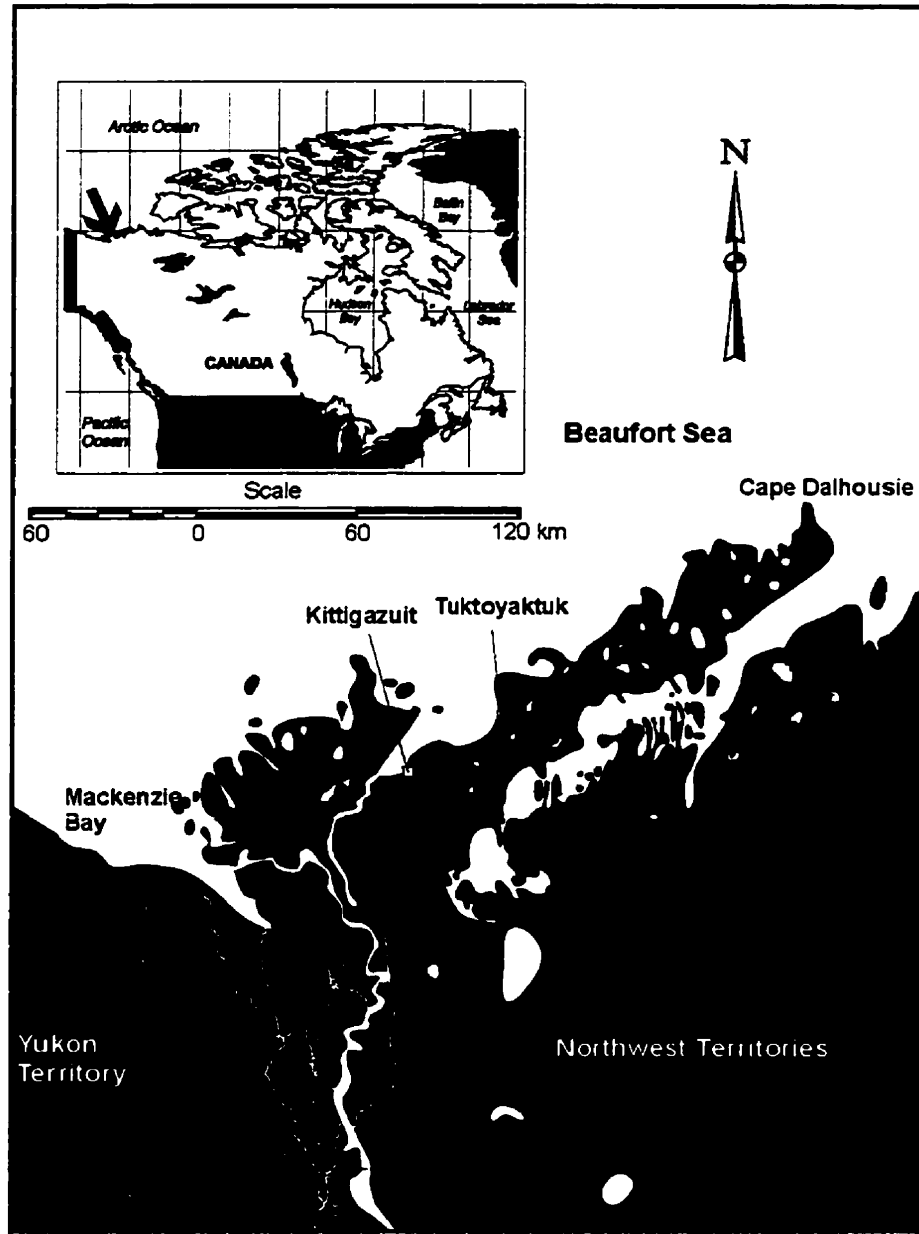 Arctic Ocean
N
Baffin
Bay
Hudson
Bay
Labrador
Sea
CANADA
Pacific
Ocean
Beaufort Sea
Scale
60 0 60 120 km
Cape Dalhousie
Kittigazuit
Tuktoyaktuk
Mackenzie
Bay
Yukon
Territory
Northwest Territories